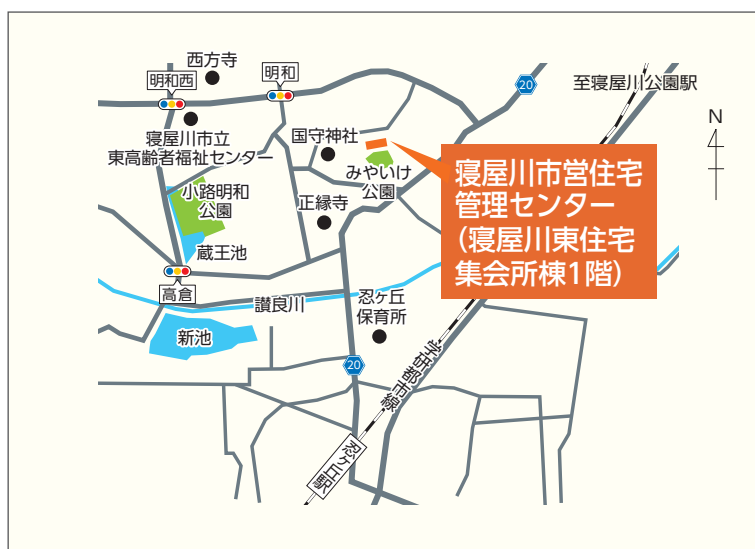 西方寺
明和西
明和
20
至寝屋川公園駅
N
寝屋川市立
東高齢者福祉センター
国守神社
みやいけ
公園
寝屋川市営住宅
管理センター
(寝屋川東住宅
集会所棟1階)
小路明和
公園
正縁寺
蔵王池
高倉
讃良川
忍ヶ丘
保育所
新池
20
学研都市線
忍ヶ丘駅